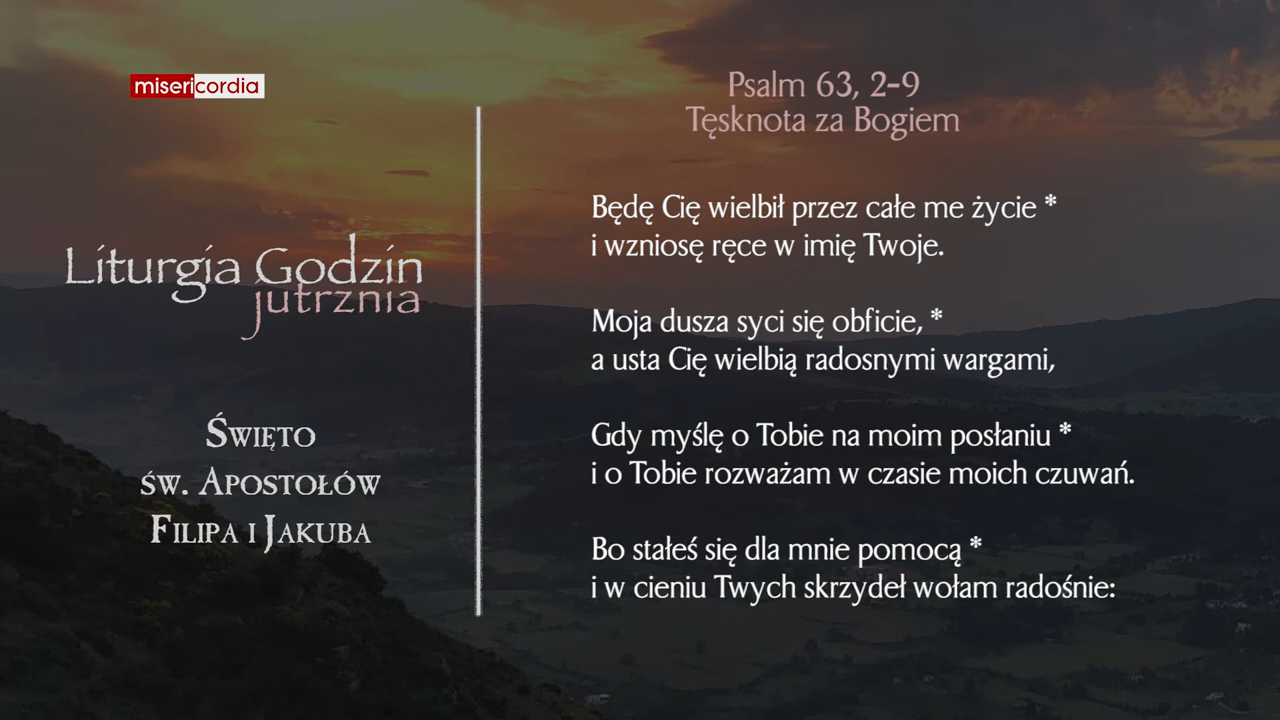 misericordia
Liturgia Godzin
jutrznia
Święto
św. Apostołów
Filipa i Jakuba
Psalm 63, 2-9
Tęsknota za Bogiem
Będę Cię wielbił przez całe me życie *
i wzniosę ręce w imię Twoje.
Moja dusza syci się obficie, *
a usta Cię wielbią radosnymi wargami,
Gdy myślę o Tobie na moim posłaniu *
i o Tobie rozważam w czasie moich czuwań.
Bo stałeś się dla mnie pomocą *
i w cieniu Twych skrzydeł wołam radośnie: